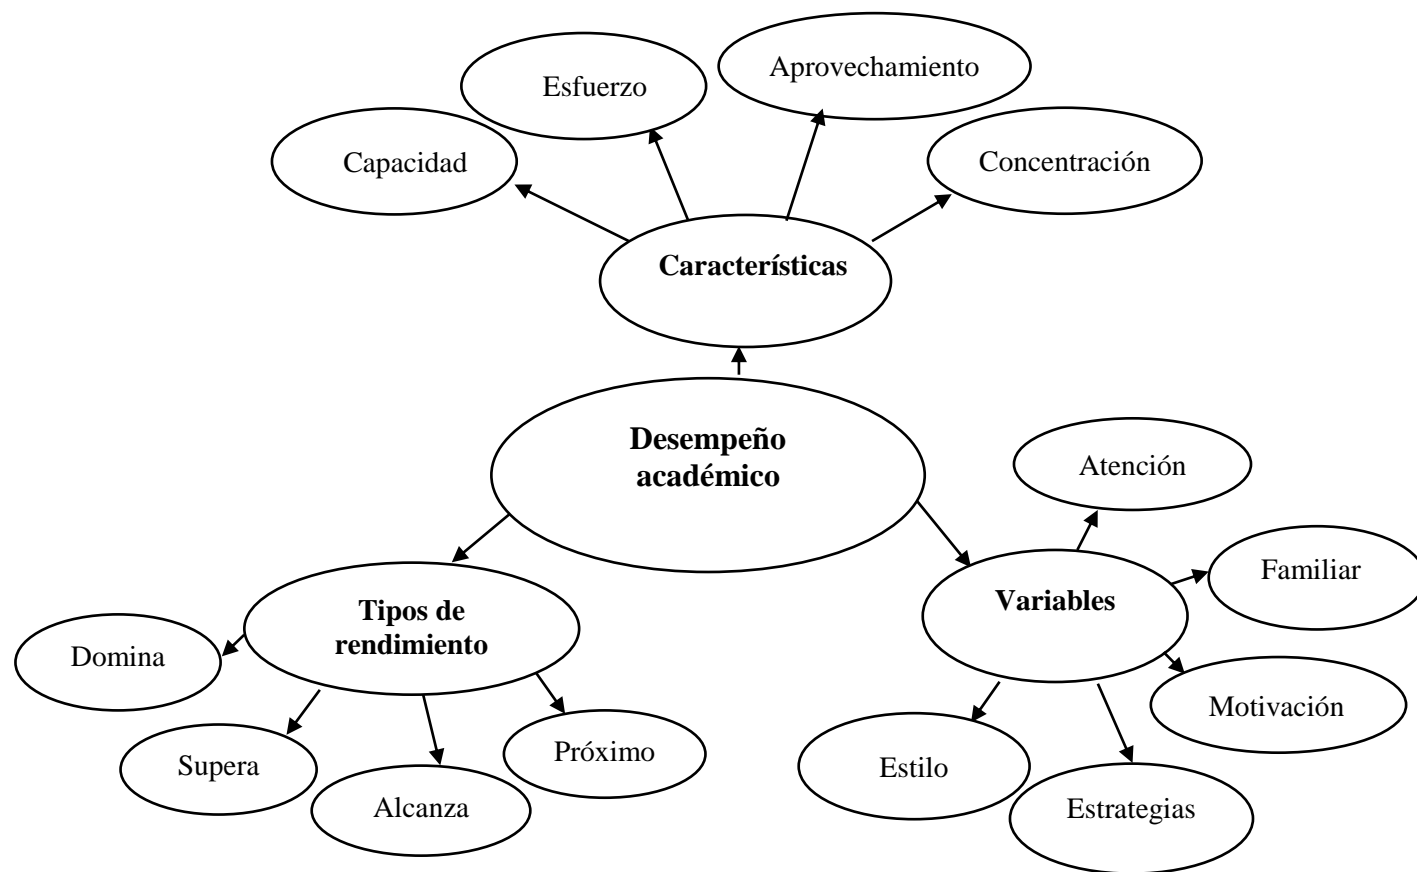 Aprovechamiento
Esfuerzo
Capacidad
Concentración
Características
Desempeño
académico
Atención
Familiar
Variables
Tipos de
rendimiento
Domina
Motivación
Próximo
Supera
Estilo
Alcanza
Estrategias